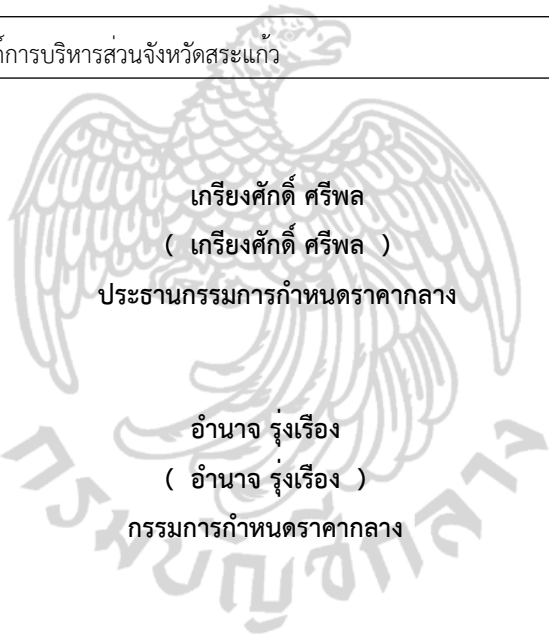 การบริหารส่วนจังหวัดสระแก้ว
เกรียงศักดิ์ ศรีพล
( เกรียงศักดิ์ ศรีพล )
ประธานกรรมการกำหนดราคากลาง
อำนาจ รุ่งเรือง
( อำนาจ รุ่งเรือง )
กรรมการกำหนดราคากลาง
กรมบัญชีกลาง